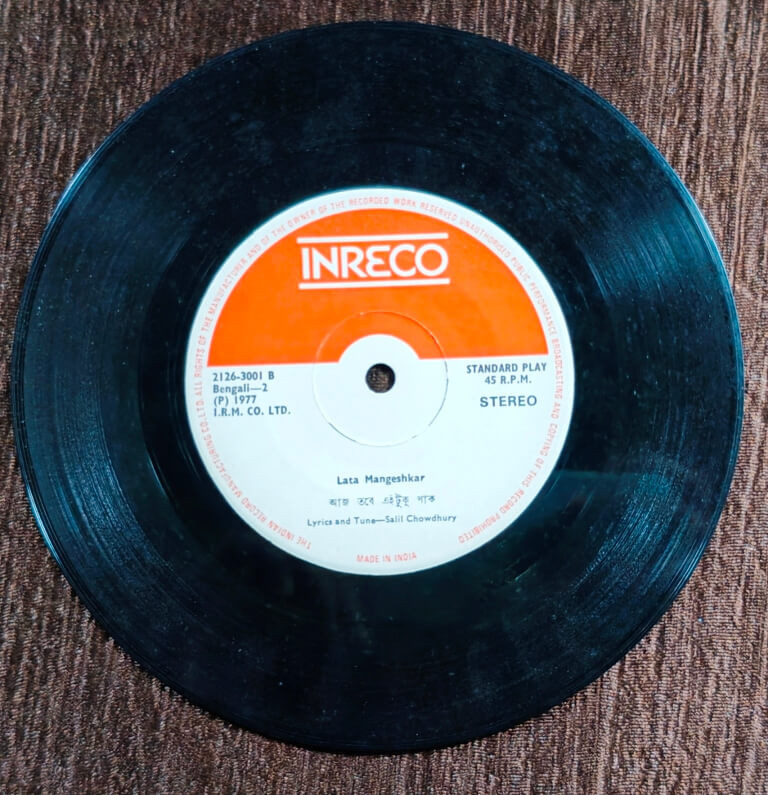 ALL RIGHTS OF THE MANUFACTURER AND OF THE OWNER OF THE RECORDED WORK RESERVED UNAUTHORISED PUBLIC PERFORMANCE BROADCASTING AND COPYING OF THIS RECORD PROHIBITED
INRECO
2126-3001 B
Bengali—2
(P) 1977
I.R.M. CO. LTD.
STANDARD PLAY
45 R.P.M.
STEREO
Lata Mangeshkar
আজ তবে এইটুকু থাক
Lyrics and Tune—Salil Chowdhury
MADE IN INDIA
THE INDIAN RECORD MANUFACTURING CO. LTD.